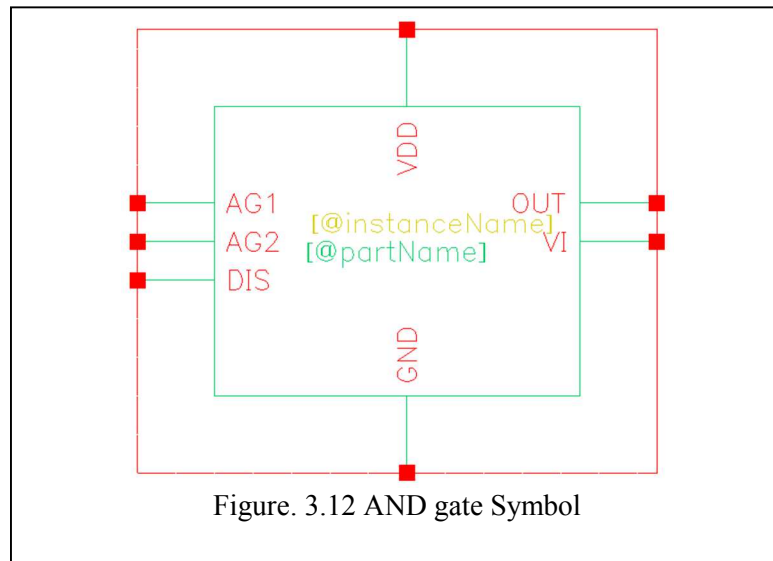 VDD
AG1
OUT
[@instanceName]
AG2
VI
[@partName]
DIS
GND
Figure. 3.12 AND gate Symbol